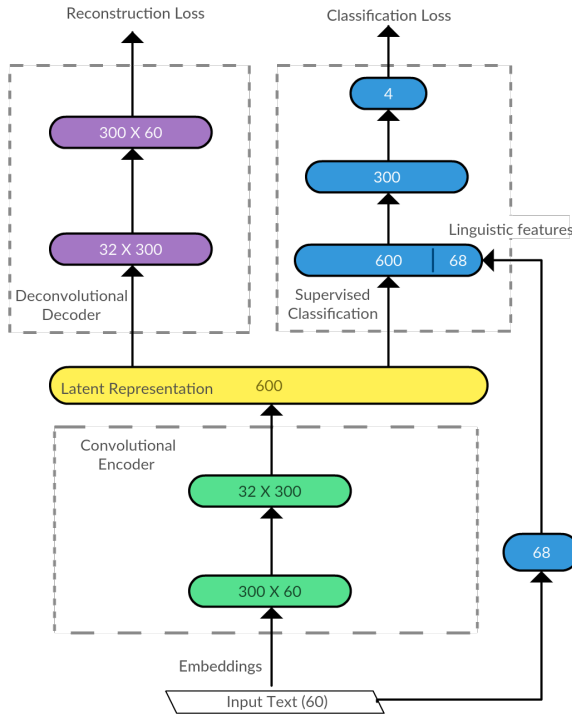 Reconstruction Loss
Classification Loss
4
300 X 60
300
Linguistic features
32 X 300
600
68
Deconvolutional
Decoder
Supervised
Classification
Latent Representation
600
Convolutional
Encoder
32 X 300
68
300 X 60
Embeddings
Input Text (60)